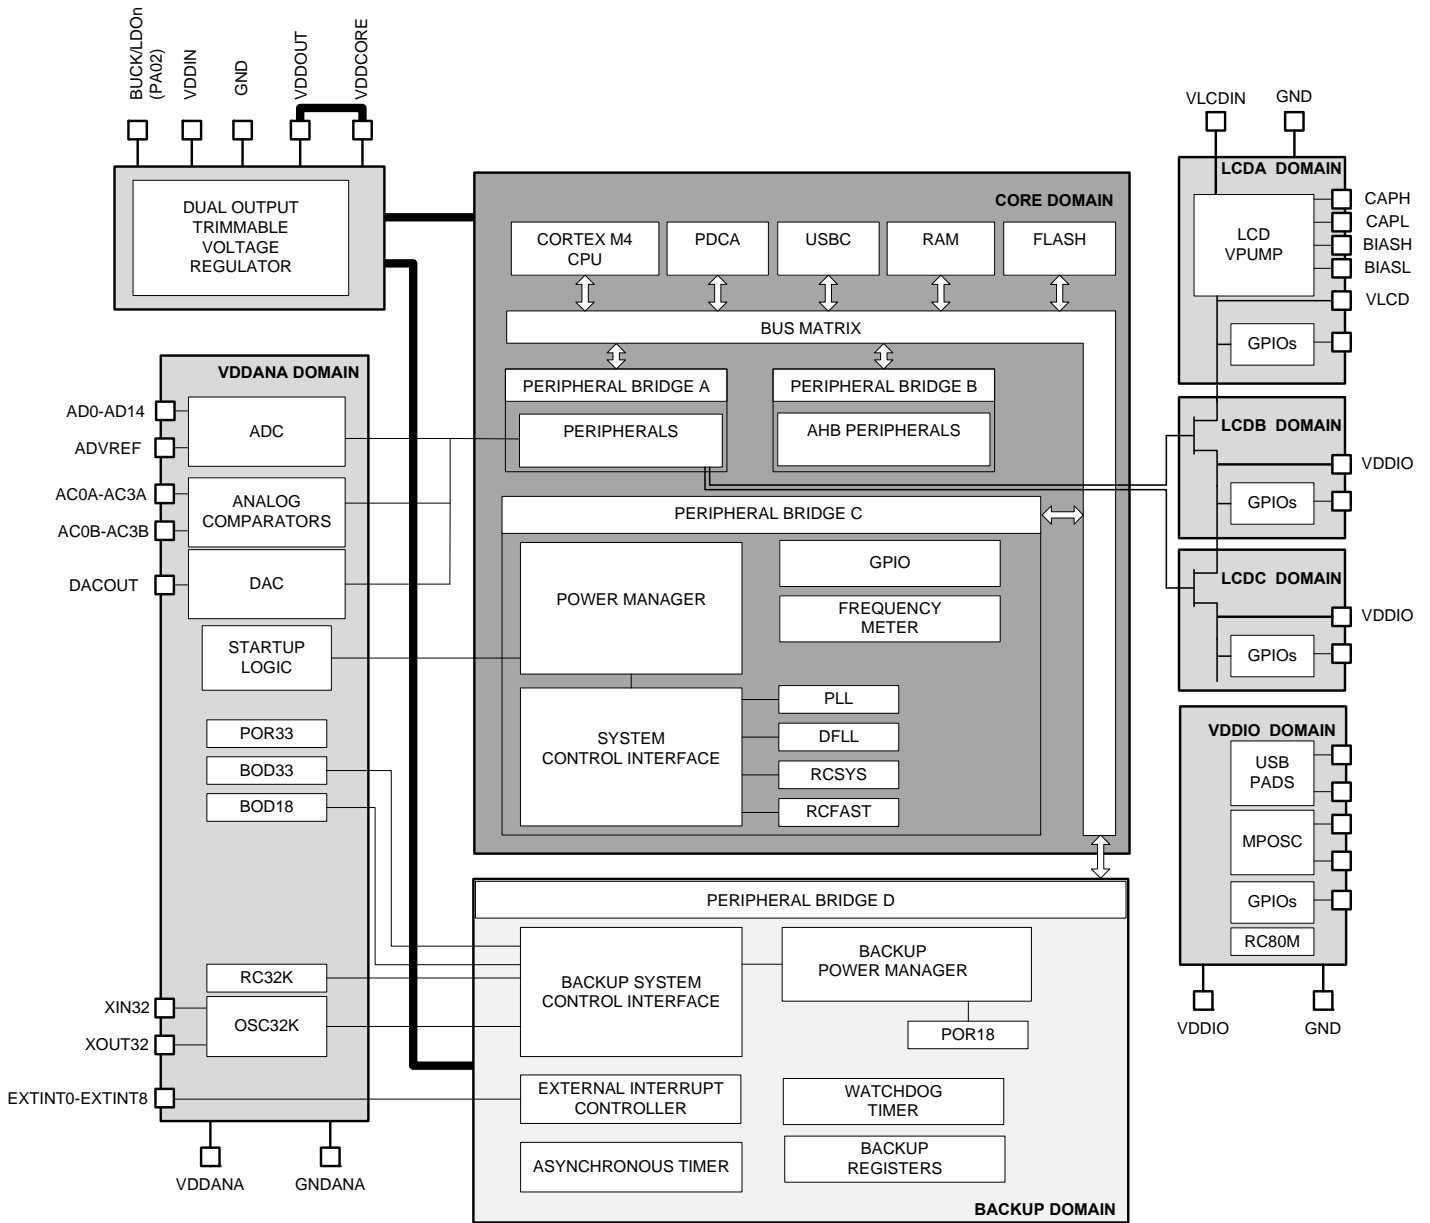 BUCK/LDOn
(PA02)
VDDIN
GND
VDDOUT
VDDCORE
DUAL OUTPUT
TRIMMABLE
VOLTAGE
REGULATOR
CORE DOMAIN
CORTEX M4
CPU
PDCA
USBC
RAM
FLASH
BUS MATRIX
PERIPHERAL BRIDGE A
PERIPHERALS
PERIPHERAL BRIDGE B
AHB PERIPHERALS
PERIPHERAL BRIDGE C
POWER MANAGER
GPIO
FREQUENCY
METER
SYSTEM
CONTROL INTERFACE
PLL
DFLL
RCSYS
RCFAST
VDDANA DOMAIN
AD0-AD14
ADVREF
ADC
AC0A-AC3A
AC0B-AC3B
ANALOG
COMPARATORS
DACOUT
DAC
STARTUP
LOGIC
POR33
BOD33
BOD18
RC32K
XIN32
XOUT32
OSC32K
EXTINT0-EXTINT8
VDDANA
GNDANA
PERIPHERAL BRIDGE D
BACKUP SYSTEM
CONTROL INTERFACE
BACKUP
POWER MANAGER
POR18
EXTERNAL INTERRUPT
CONTROLLER
WATCHDOG
TIMER
ASYNCHRONOUS TIMER
BACKUP
REGISTERS
BACKUP DOMAIN
VLCDIN
GND
LCDA DOMAIN
LCD
VPUMP
CAPH
CAPL
BIASH
BIASL
VLCD
GPIOs
LCDB DOMAIN
VDDIO
GPIOs
LCDC DOMAIN
VDDIO
GPIOs
VDDIO DOMAIN
USB
PADS
MPOSC
GPIOs
RC80M
VDDIO
GND